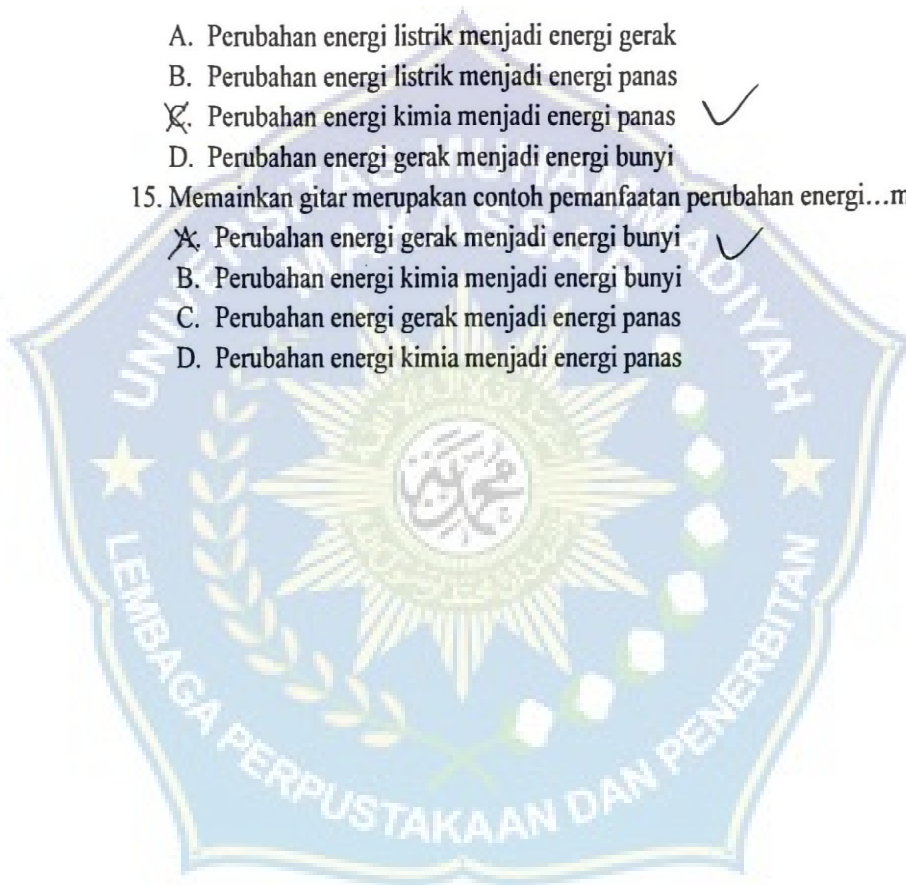 A. Perubahan energi listrik menjadi energi gerak
B. Perubahan energi listrik menjadi energi panas
C. Perubahan energi kimia menjadi energi panas
D. Perubahan energi gerak menjadi energi bunyi
15. Memainkan gitar merupakan contoh pemanfaatan perubahan energi...m
A. Perubahan energi gerak menjadi energi bunyi
B. Perubahan energi kimia menjadi energi bunyi
C. Perubahan energi gerak menjadi energi panas
D. Perubahan energi kimia menjadi energi panas
UNIVERSITAS MUHAMMADIYAH
MAKASSAR
LEMBAGA PERPUSTAKAAN DAN PENERBITAN